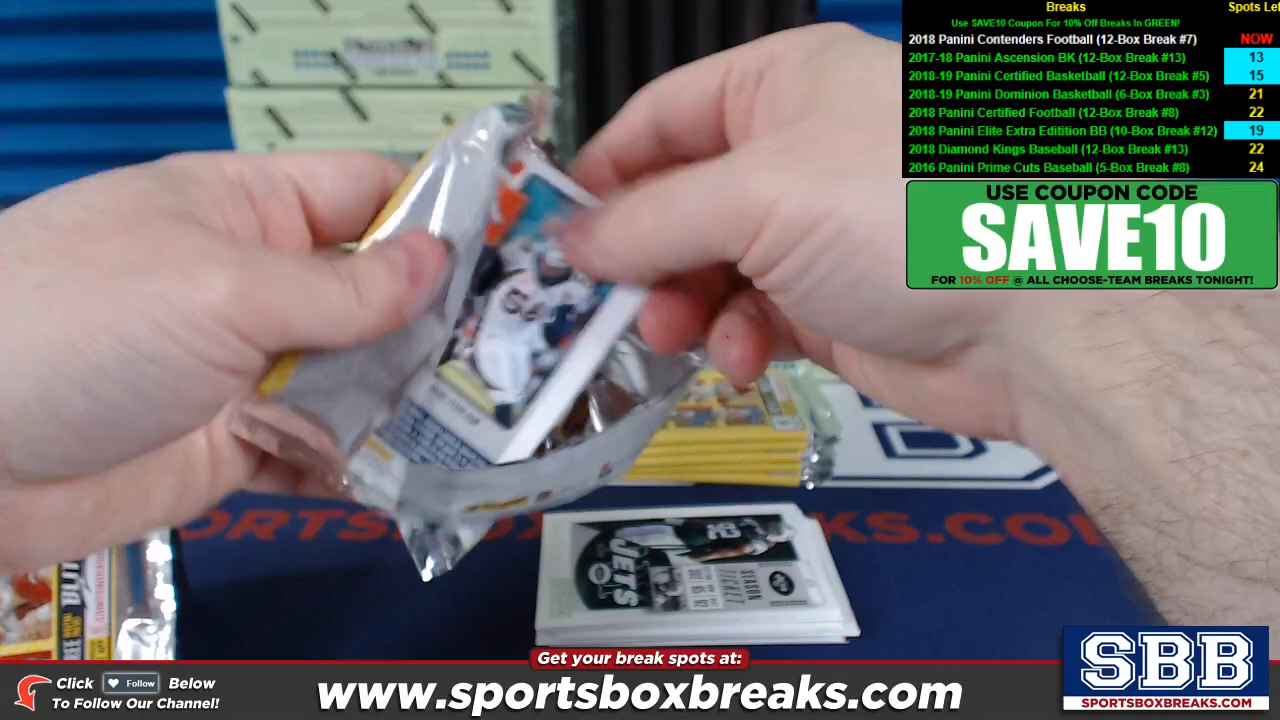 Breaks Spots Lef
Use SAVE10 Coupon For 10% Off Breaks In GREEN!
2018 Panini Contenders Football (12-Box Break #7) NOW
2017-18 Panini Ascension BK (12-Box Break #13) 13
2018-19 Panini Certified Basketball (12-Box Break #5) 15
2018-19 Panini Dominion Basketball (6-Box Break #3) 21
2018 Panini Certified Football (12-Box Break #8) 22
2018 Panini Elite Extra Edition BB (10-Box Break #12) 19
2018 Diamond Kings Baseball (12-Box Break #13) 22
2016 Panini Prime Cuts Baseball (5-Box Break #8) 24
USE COUPON CODE
SAVE10
FOR 10% OFF @ ALL CHOOSE-TEAM BREAKS TONIGHT!
SPORTSBOXBREAKS.COM
JETS
SEASON
TICKET
Get your break spots at:
Click Follow Below
To Follow Our Channel!
www.sportsboxbreaks.com
SBB
SPORTSBOXBREAKS.COM